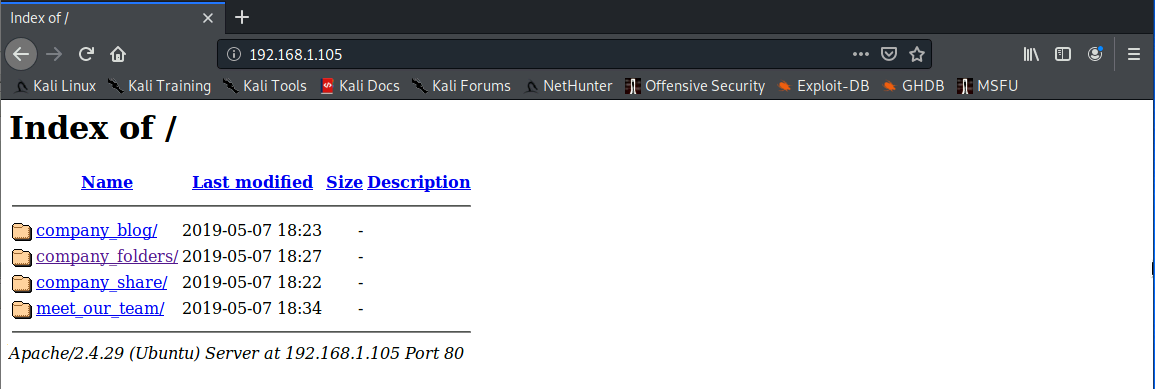 Index of /
192.168.1.105
Kali Linux Kali Training Kali Tools Kali Docs Kali Forums NetHunter Offensive Security Exploit-DB GHDB MSFU
Index of /
Name Last modified Size Description
company_blog/ 2019-05-07 18:23 -
company_folders/ 2019-05-07 18:27 -
company_share/ 2019-05-07 18:22 -
meet_our_team/ 2019-05-07 18:34 -
Apache/2.4.29 (Ubuntu) Server at 192.168.1.105 Port 80